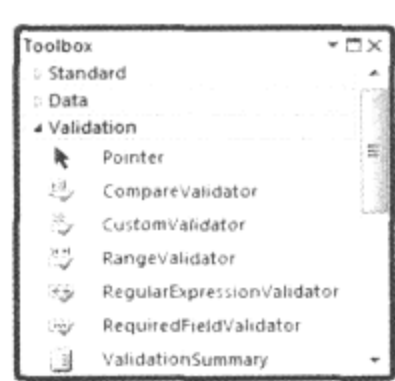 Toolbox
Standard
Data
Validation
Pointer
CompareValidator
CustomValidator
RangeValidator
RegularExpressionValidator
RequiredFieldValidator
ValidationSummary